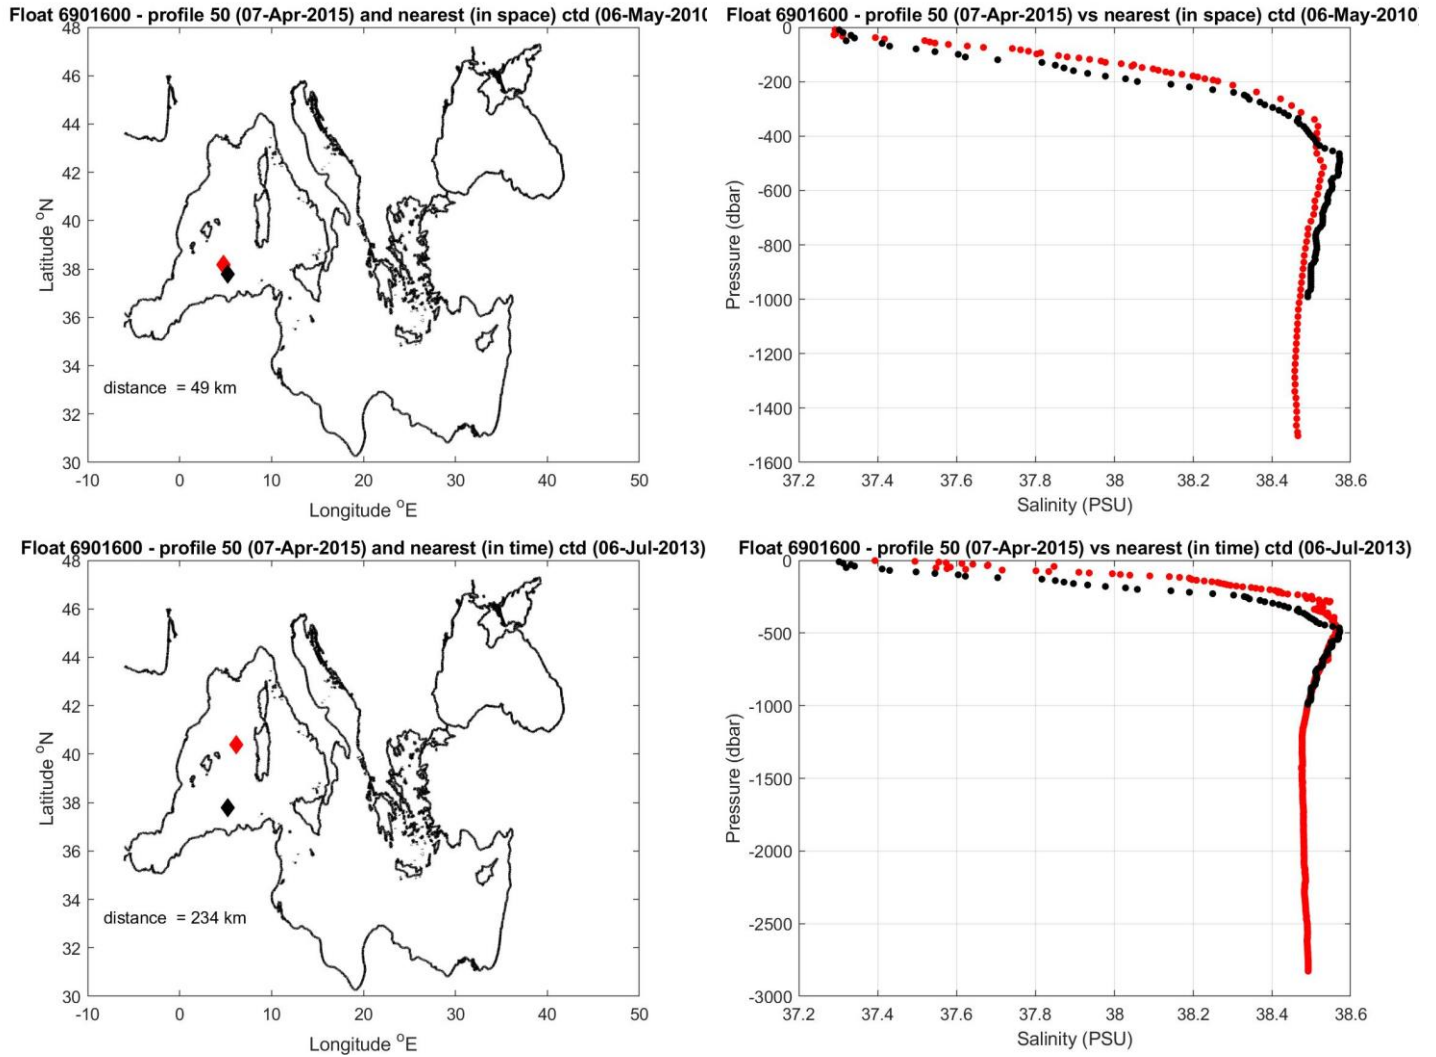 Float 6901600 - profile 50 (07-Apr-2015) and nearest (in space) ctd (06-May-2010
48
46
44
42
40
38
36
34
32
30
Latitude °N
distance = 49 km
-10 0 10 20 30 40 50
Longitude °E
Float 6901600 - profile 50 (07-Apr-2015) vs nearest (in space) ctd (06-May-2010
0
-200
-400
-600
-800
-1000
-1200
-1400
-1600
Pressure (dbar)
37.2 37.4 37.6 37.8 38 38.2 38.4 38.6
Salinity (PSU)
Float 6901600 - profile 50 (07-Apr-2015) and nearest (in time) ctd (06-Jul-2013)
48
46
44
42
40
38
36
34
32
30
Latitude °N
distance = 234 km
-10 0 10 20 30 40 50
Longitude °E
Float 6901600 - profile 50 (07-Apr-2015) vs nearest (in time) ctd (06-Jul-2013)
0
-500
-1000
-1500
-2000
-2500
-3000
Pressure (dbar)
37.2 37.4 37.6 37.8 38 38.2 38.4 38.6
Salinity (PSU)